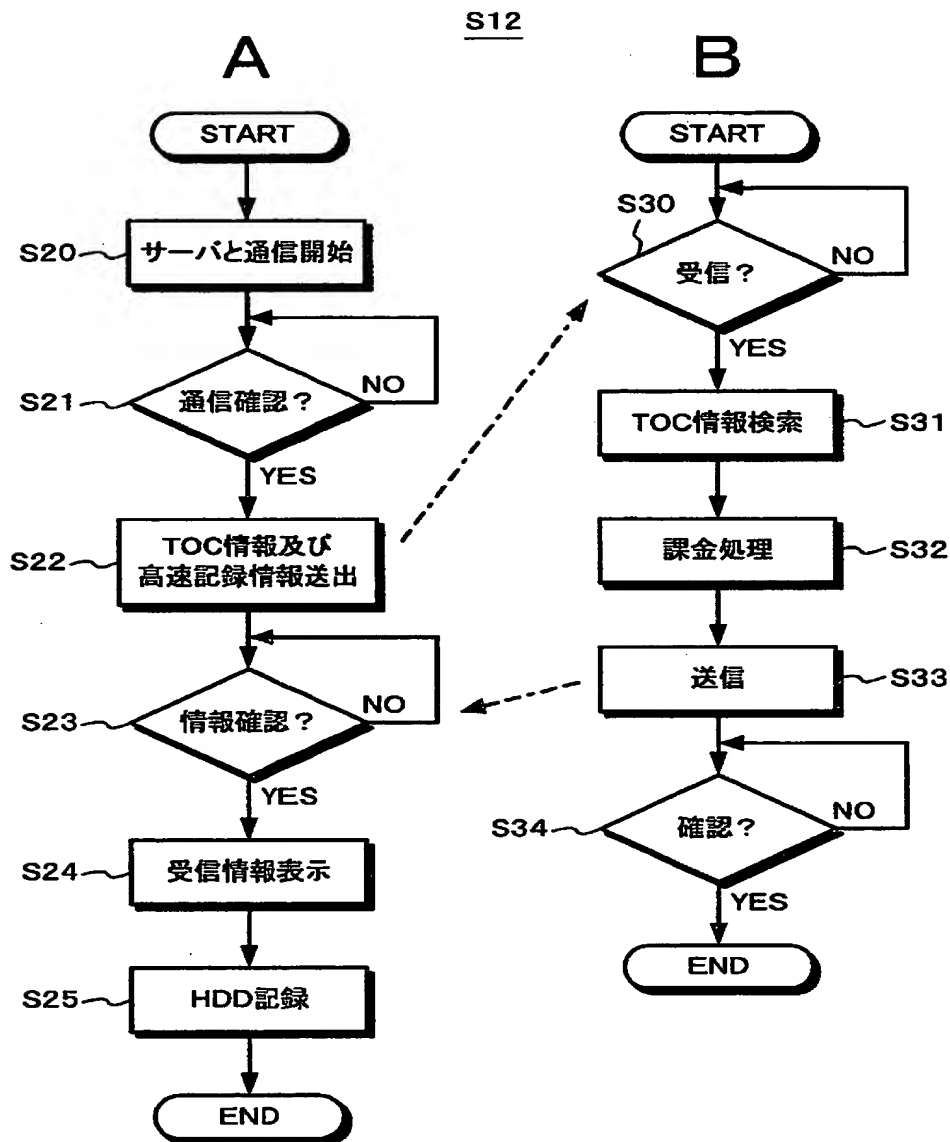 S12
A
START
S20
サーバと通信開始
S21
通信確認？
NO
YES
S22
TOC情報及び
高速記録情報送出
S23
情報確認？
NO
YES
S24
受信情報表示
S25
HDD記録
END
B
START
S30
受信？
NO
YES
TOC情報検索
S31
課金処理
S32
送信
S33
S34
確認？
NO
YES
END